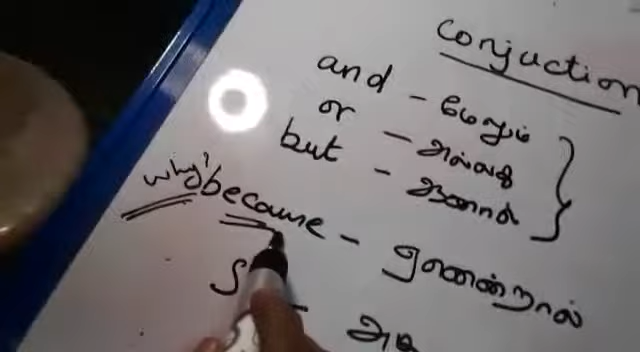 Conjuction
and - மேலும்
or - அல்லது
but - ஆனால்
why? because - ஏனென்றால்